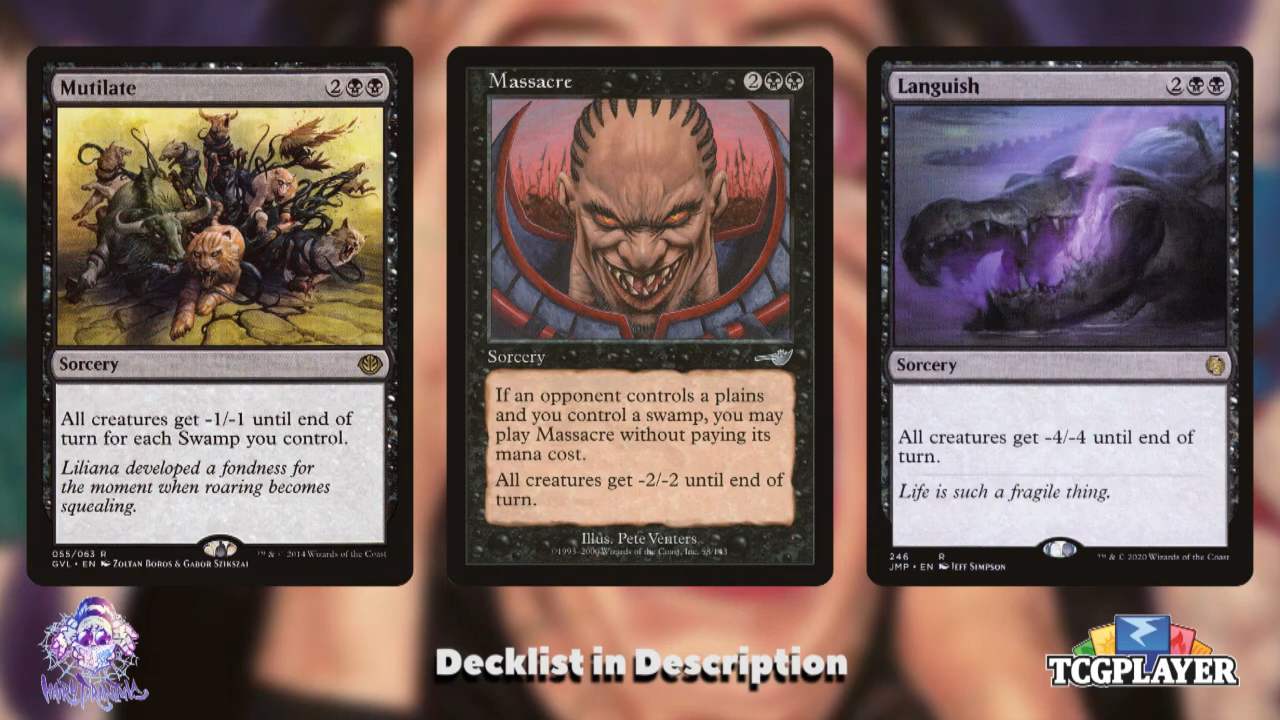 Mutilate 2
Sorcery
All creatures get -1/-1 until end of
turn for each Swamp you control.
Liliana developed a fondness for
the moment when roaring becomes
squealing.
055/063 R
GVL • EN Zoltan Boros & Gabor Szikszai
™ & © 2014 Wizards of the Coast
Massacre 2
Sorcery
If an opponent controls a plains
and you control a swamp, you may
play Massacre without paying its
mana cost.
All creatures get -2/-2 until end of
turn.
Illus. Pete Venters
©1993-2000 Wizards of the Coast, Inc. 58/143
Languish 2
Sorcery
All creatures get -4/-4 until end of
turn.
Life is such a fragile thing.
246 R
JMP • EN Jeff Simpson
™ & © 2020 Wizards of the Coast
Decklist in Description
TCGPLAYER